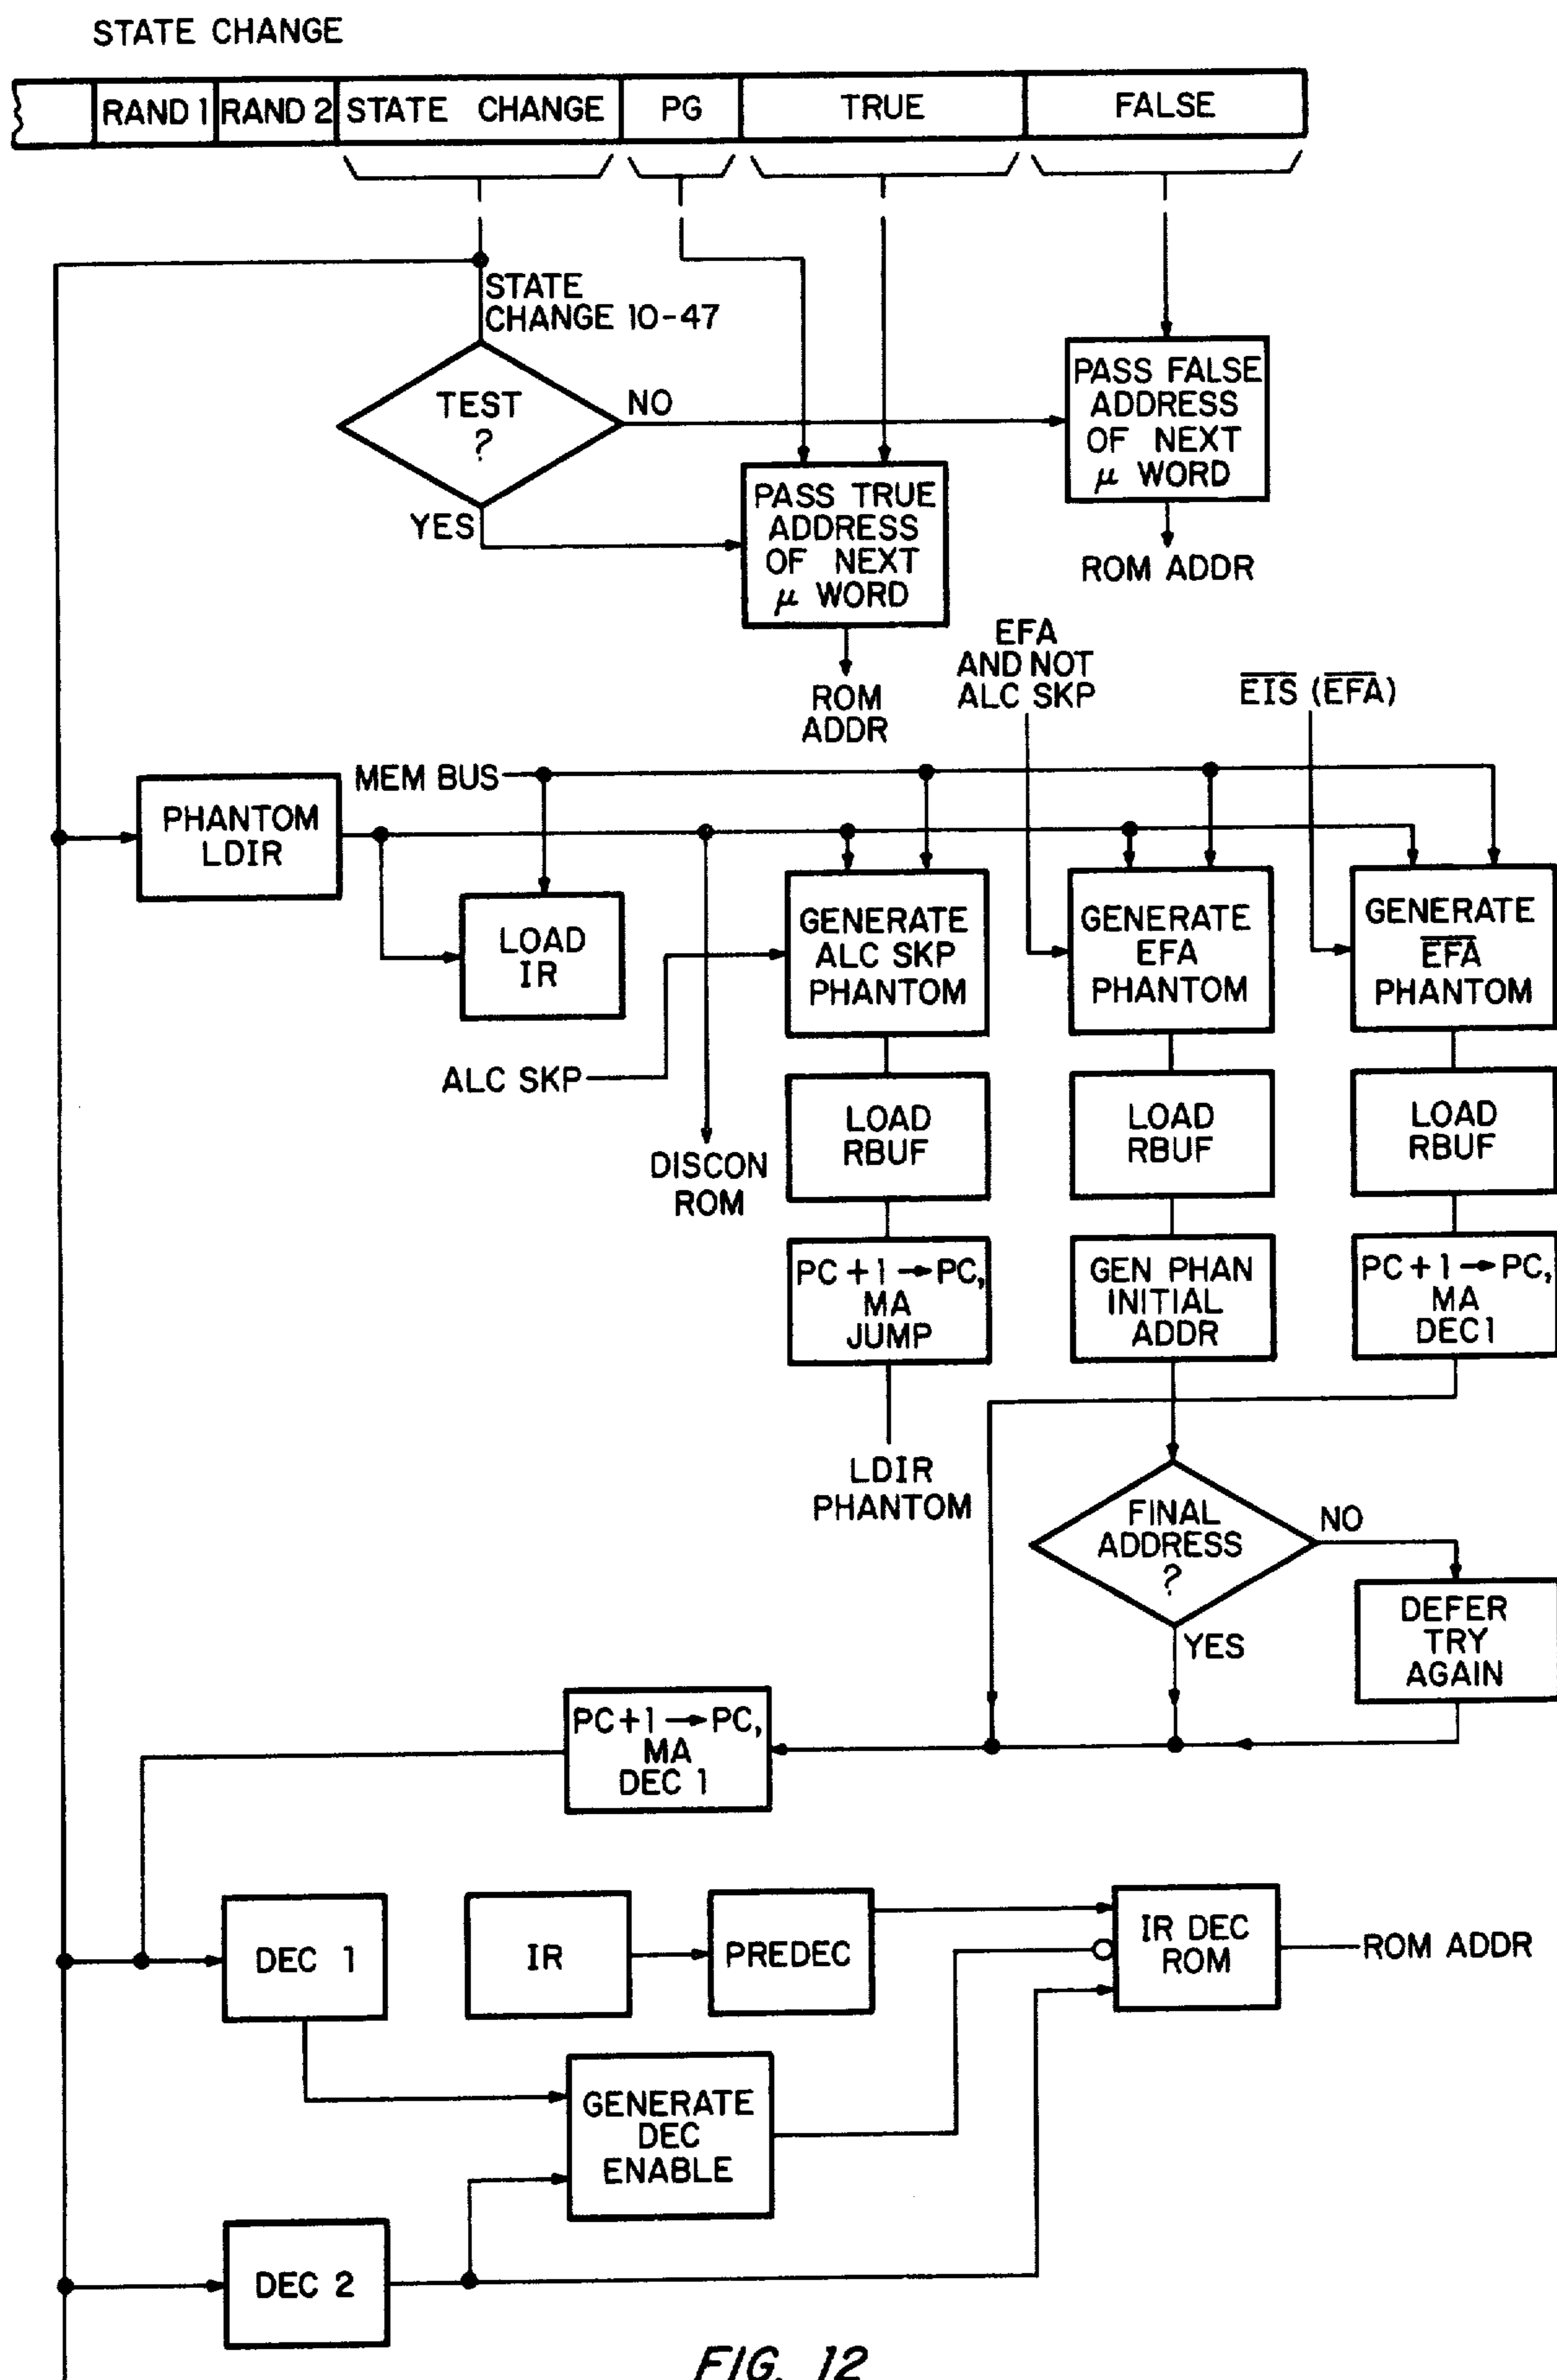 STATE CHANGE
RAND 1 RAND 2 STATE CHANGE PG TRUE FALSE
STATE
CHANGE 10-47
TEST
?
NO
YES
PASS FALSE
ADDRESS
OF NEXT
μ WORD
ROM ADDR
PASS TRUE
ADDRESS
OF NEXT
μ WORD
ROM
ADDR
EFA
AND NOT
ALC SKP
E̅I̅S̅ (E̅F̅A̅)
MEM BUS
PHANTOM
LDIR
LOAD
IR
GENERATE
ALC SKP
PHANTOM
GENERATE
EFA
PHANTOM
GENERATE
E̅F̅A̅
PHANTOM
ALC SKP
DISCON
ROM
LOAD
RBUF
LOAD
RBUF
LOAD
RBUF
PC+1→PC,
MA
JUMP
GEN PHAN
INITIAL
ADDR
PC+1→PC,
MA
DEC1
LDIR
PHANTOM
FINAL
ADDRESS
?
NO
YES
DEFER
TRY
AGAIN
PC+1→PC,
MA
DEC 1
DEC 1
IR
PREDEC
IR DEC
ROM
ROM ADDR
GENERATE
DEC
ENABLE
DEC 2
FIG. 12